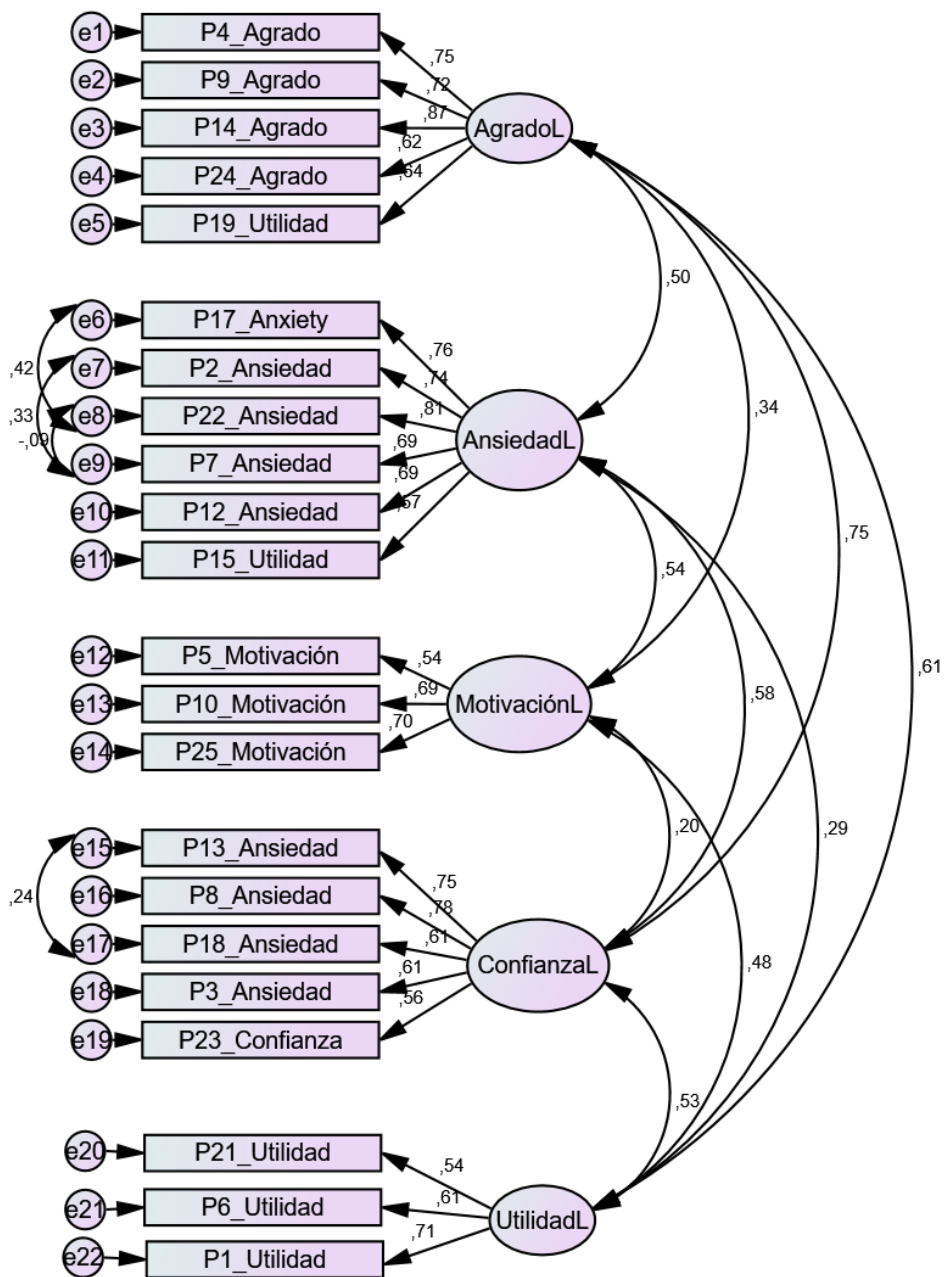 e1 P4_Agrado
,75
e2 P9_Agrado
,72
e3 P14_Agrado
,87
AgradoL
e4 P24_Agrado
,62
e5 P19_Utilidad
,64
,50
e6 P17_Anxiety
,76
,42
e7 P2_Ansiedad
,74
,34
e8 P22_Ansiedad
,81
,33
-,09
AnsiedadL
e9 P7_Ansiedad
,69
e10 P12_Ansiedad
,69
e11 P15_Utilidad
,57
,75
,54
e12 P5_Motivación
,54
,61
e13 P10_Motivación
,69
MotivaciónL
,58
e14 P25_Motivación
,70
,20
,29
e15 P13_Ansiedad
,75
e16 P8_Ansiedad
,78
,24
e17 P18_Ansiedad
,61
ConfianzaL
,48
e18 P3_Ansiedad
,61
e19 P23_Confianza
,56
,53
e20 P21_Utilidad
,54
e21 P6_Utilidad
,61
UtilidadL
e22 P1_Utilidad
,71